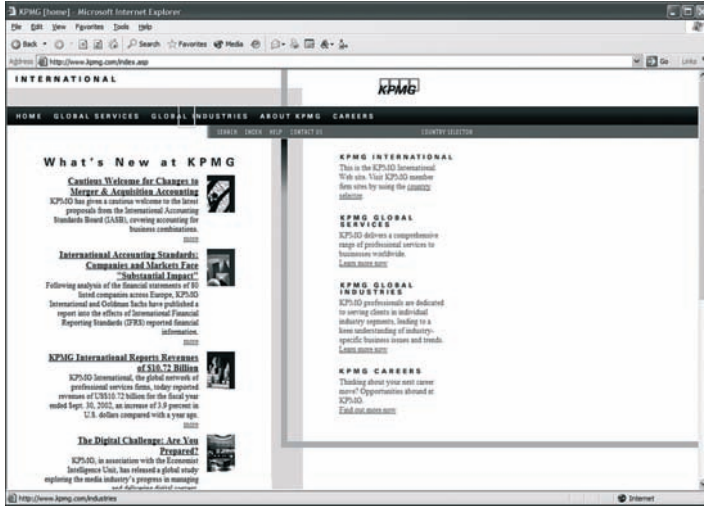 KPMG [home] - Microsoft Internet Explorer
File Edit View Favorites Tools Help
Back Search Favorites Media
Address http://www.kpmg.com/index.asp Go Links
INTERNATIONAL
KPMG
HOME GLOBAL SERVICES GLOBAL INDUSTRIES ABOUT KPMG CAREERS
SEARCH INDEX HELP CONTACT US COUNTRY SELECTOR
What's New at KPMG
Cautious Welcome for Changes to
Merger & Acquisition Accounting
KPMG has given a cautious welcome to the latest
proposals from the International Accounting
Standards Board (IASB), covering accounting for
business combinations.
more
International Accounting Standards:
Companies and Markets Face
"Substantial Impact"
Following analysis of the financial statements of 80
listed companies across Europe, KPMG
International and Goldman Sachs have published a
report into the effects of International Financial
Reporting Standards (IFRS) reported financial
information.
more
KPMG International Reports Revenues
of $10.72 Billion
KPMG International, the global network of
professional services firms, today reported
revenues of US$10.72 billion for the fiscal year
ended Sept. 30, 2002, an increase of 3.9 percent in
U.S. dollars compared with a year ago.
more
The Digital Challenge: Are You
Prepared?
KPMG, in association with the Economist
Intelligence Unit, has released a global study
exploring the media industry's progress in managing
and delivering digital content.
KPMG INTERNATIONAL
This is the KPMG International
Web site. Visit KPMG member
firm sites by using the country
selector.
KPMG GLOBAL
SERVICES
KPMG delivers a comprehensive
range of professional services to
businesses worldwide.
Learn more now
KPMG GLOBAL
INDUSTRIES
KPMG professionals are dedicated
to serving clients in individual
industry segments, leading to a
keen understanding of industry-
specific business issues and trends.
Learn more now
KPMG CAREERS
Thinking about your next career
move? Opportunities abound at
KPMG.
Find out more now
http://www.kpmg.com/industries Internet